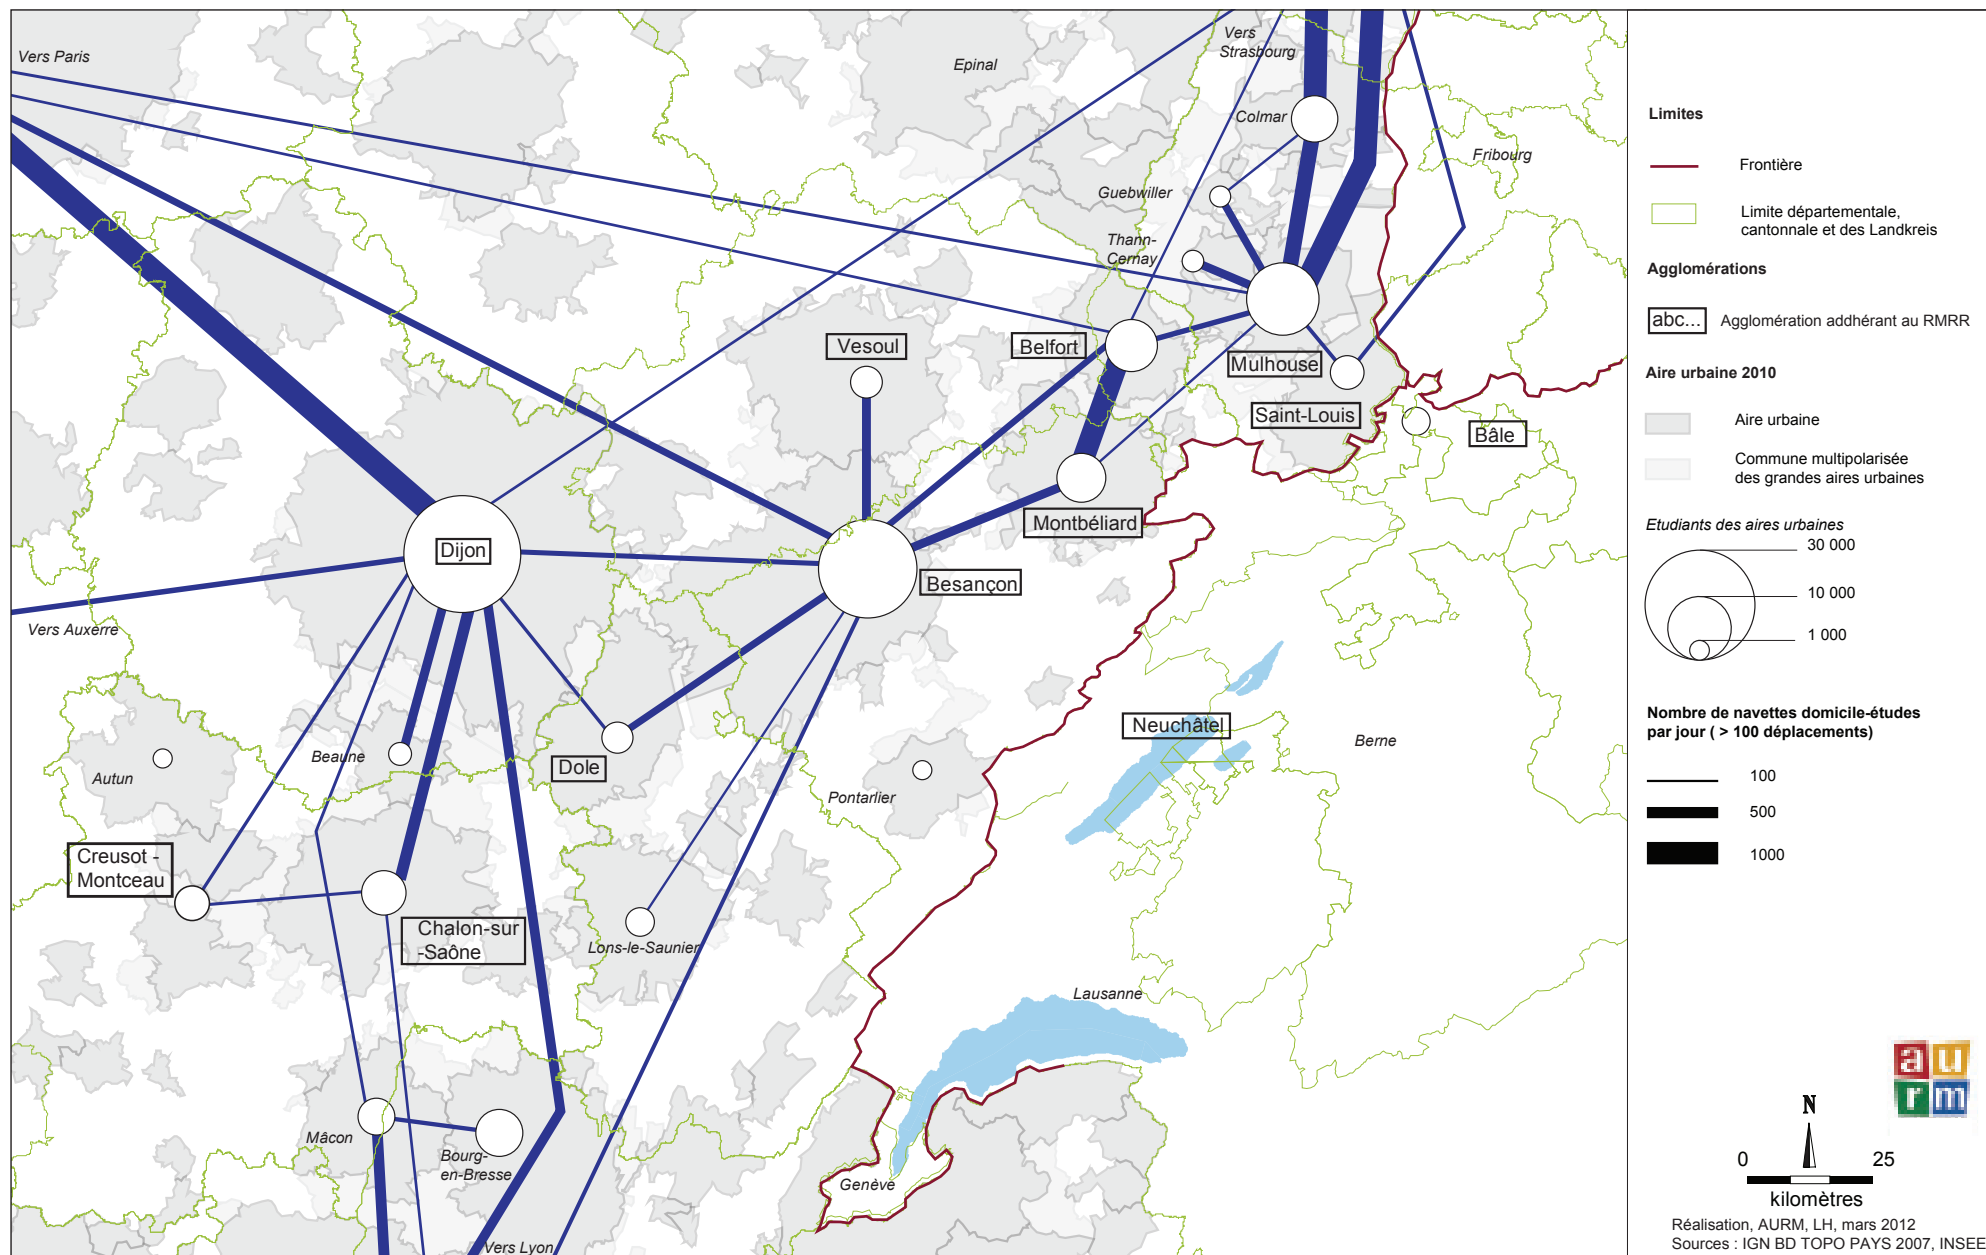 Vers Paris
Epinal
Vers
Strasbourg
Colmar
Fribourg
Guebwiller
Thann-
Cernay
Vesoul
Belfort
Mulhouse
Saint-Louis
Bâle
Montbéliard
Dijon
Besançon
Vers Auxerre
Neuchâtel
Berne
Beaune
Autun
Dole
Pontarlier
Creusot -
Montceau
Chalon-sur
-Saône
Lons-le-Saunier
Lausanne
Mâcon
Bourg-
en-Bresse
Genève
Vers Lyon
Limites
Frontière
Limite départementale,
cantonnale et des Landkreis
Agglomérations
abc...
Agglomération addhérant au RMRR
Aire urbaine 2010
Aire urbaine
Commune multipolarisée
des grandes aires urbaines
Etudiants des aires urbaines
30 000
10 000
1 000
Nombre de navettes domicile-études
par jour ( > 100 déplacements)
100
500
1000
a u
r m
N
0 25
kilomètres
Réalisation, AURM, LH, mars 2012
Sources : IGN BD TOPO PAYS 2007, INSEE